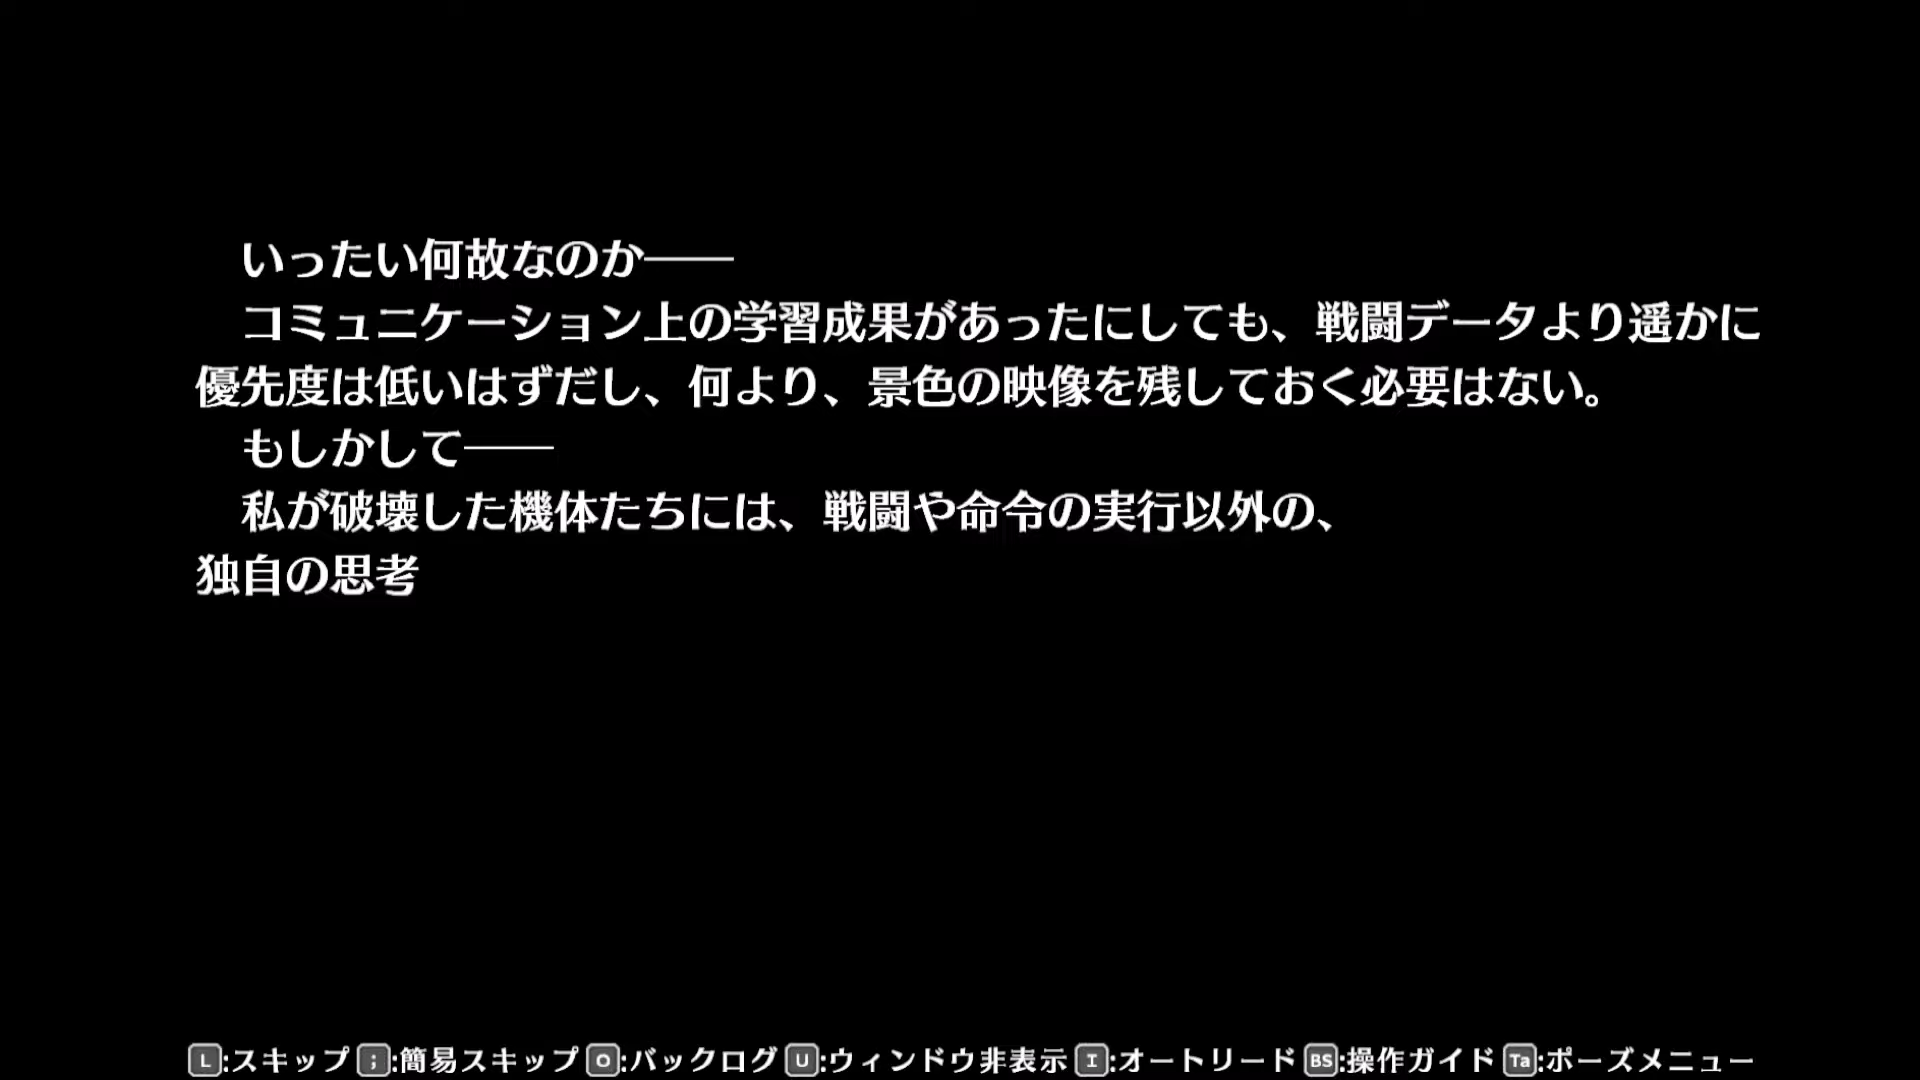 いったい何故なのか――
コミュニケーション上の学習成果があったにしても、戦闘データより遥かに
優先度は低いはずだし、何より、景色の映像を残しておく必要はない。
もしかして――
私が破壊した機体たちには、戦闘や命令の実行以外の、
独自の思考
L:スキップ ;:簡易スキップ O:バックログ U:ウィンドウ非表示 I:オートリード BS:操作ガイド Ta:ポーズメニュー